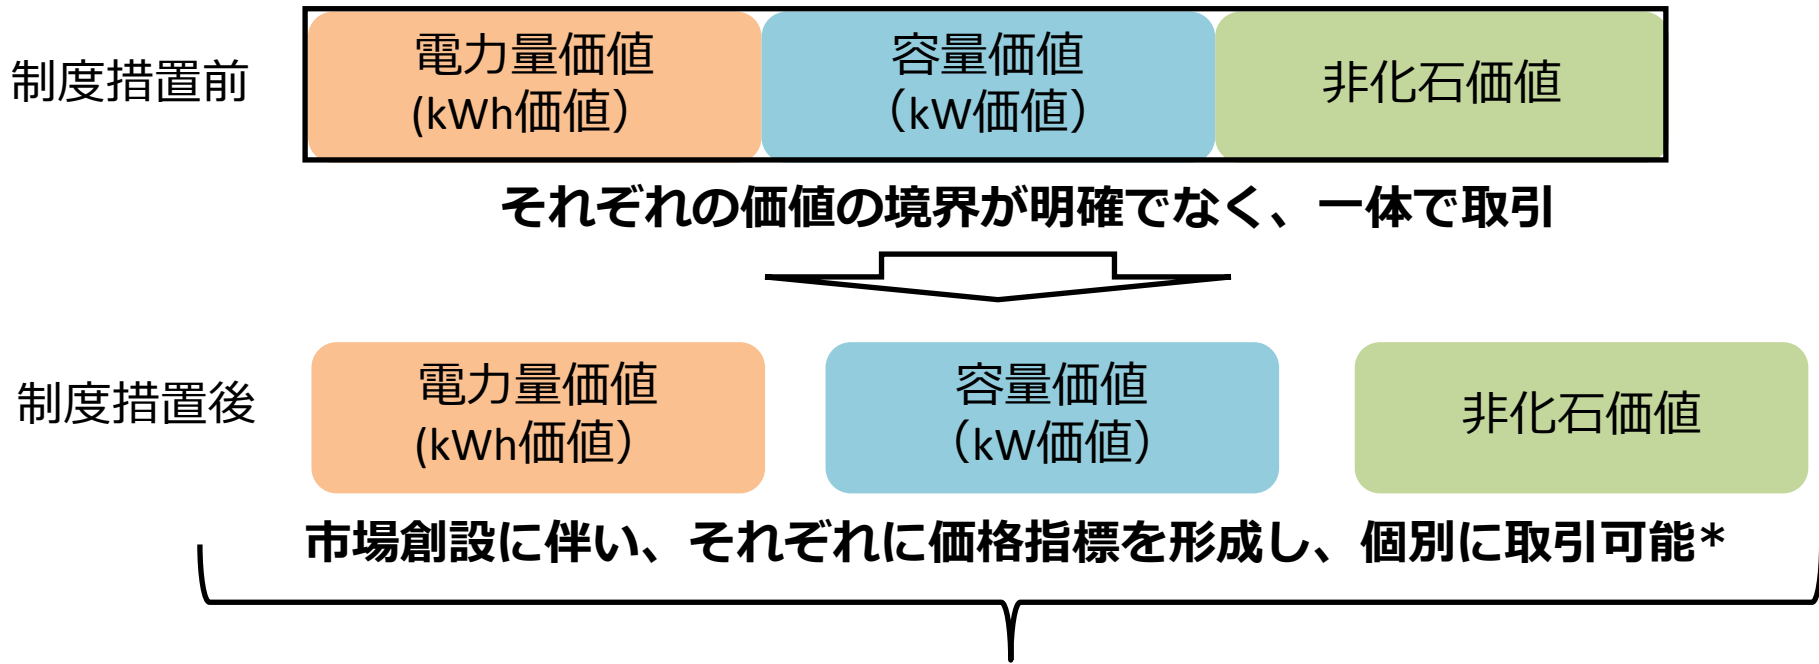 制度措置前
電力量価値
(kWh価値）
容量価値
（kW価値）
非化石価値
それぞれの価値の境界が明確でなく、一体で取引
制度措置後
電力量価値
(kWh価値）
容量価値
（kW価値）
非化石価値
市場創設に伴い、それぞれに価格指標を形成し、個別に取引可能*